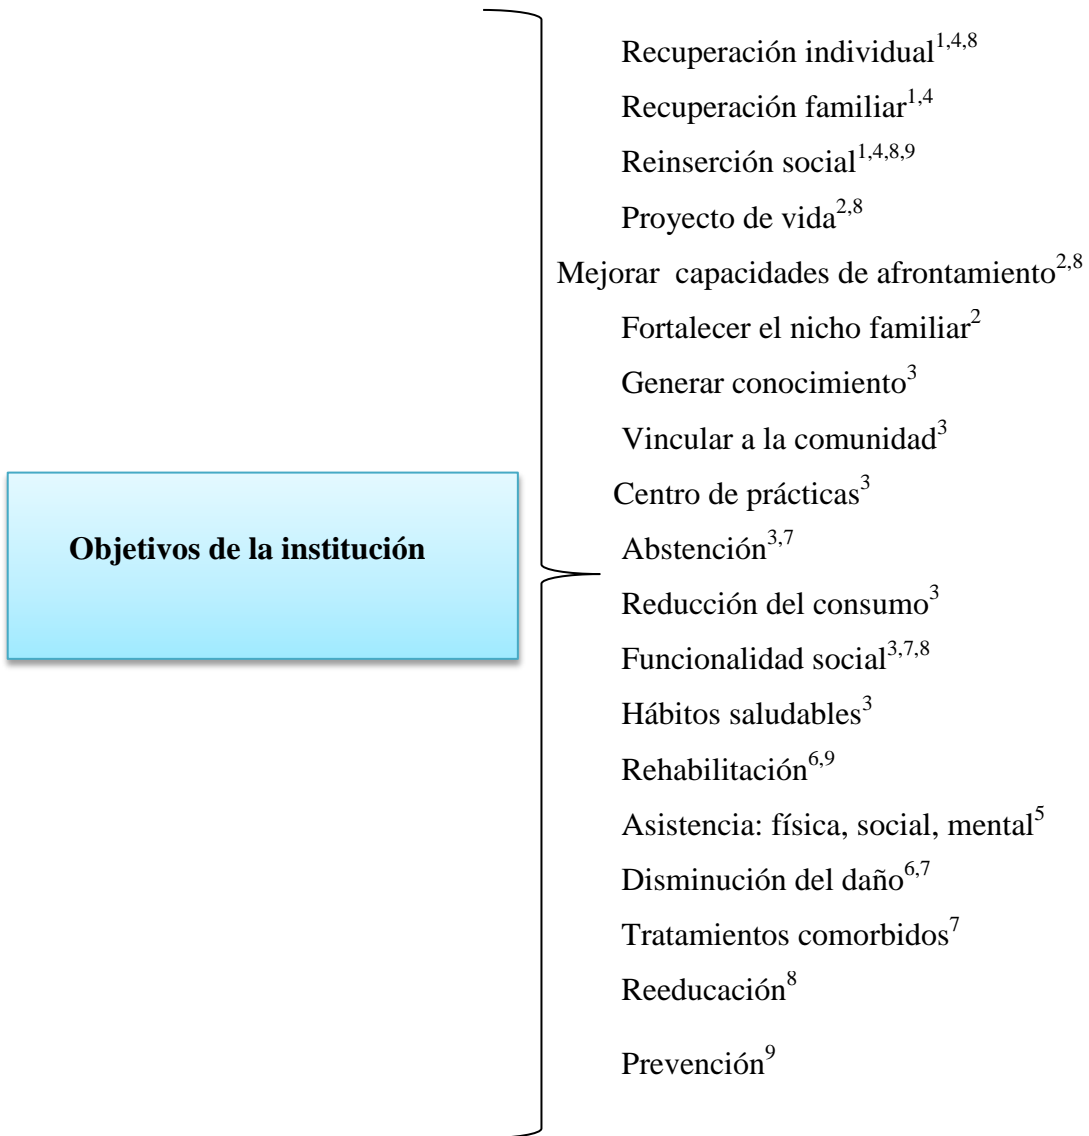 Recuperación individual1,4,8
Recuperación familiar1,4
Reinserción social1,4,8,9
Proyecto de vida2,8
Mejorar  capacidades de afrontamiento2,8
Fortalecer el nicho familiar2
Generar conocimiento3
Vincular a la comunidad3
Centro de prácticas3
Objetivos de la institución
Abstención3,7
Reducción del consumo3
Funcionalidad social3,7,8
Hábitos saludables3
Rehabilitación6,9
Asistencia: física, social, mental5
Disminución del daño6,7
Tratamientos comorbidos7
Reeducación8
Prevención9